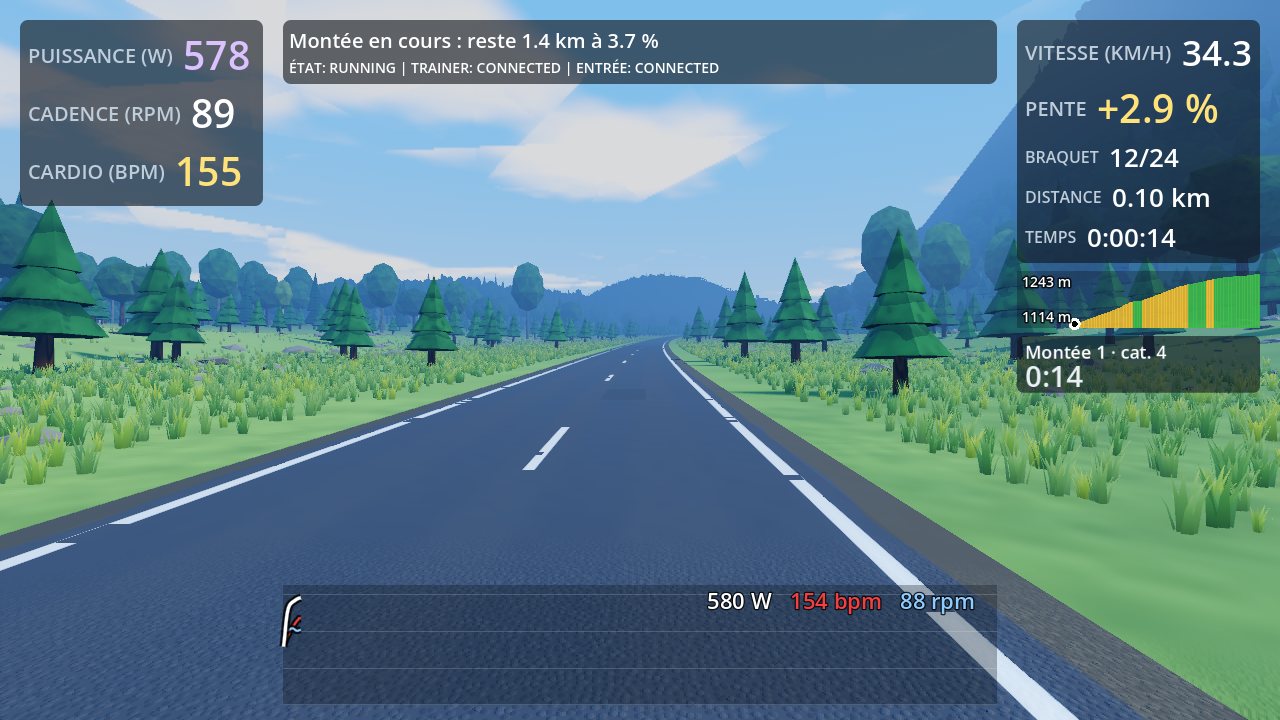 PUISSANCE (W) 578
CADENCE (RPM) 89
CARDIO (BPM) 155
Montée en cours : reste 1.4 km à 3.7 %
ÉTAT: RUNNING | TRAINER: CONNECTED | ENTRÉE: CONNECTED
VITESSE (KM/H) 34.3
PENTE +2.9 %
BRAQUET 12/24
DISTANCE 0.10 km
TEMPS 0:00:14
1243 m
1114 m
Montée 1 · cat. 4
0:14
580 W 154 bpm 88 rpm